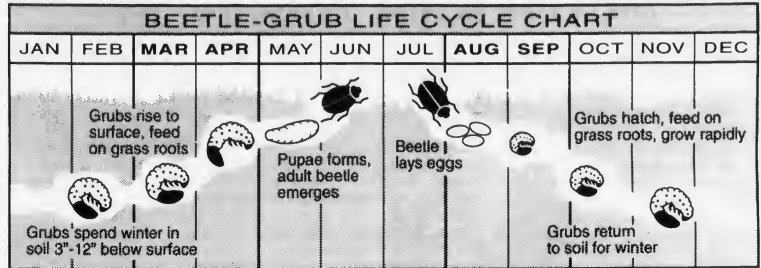 BEETLE-GRUB LIFE CYCLE CHART
JAN FEB MAR APR MAY JUN JUL AUG SEP OCT NOV DEC
Grubs rise to
surface, feed
on grass roots
Pupae forms,
adult beetle
emerges
Beetle
lays eggs
Grubs hatch, feed on
grass roots, grow rapidly
Grubs spend winter in
soil 3"-12" below surface
Grubs return
to soil for winter